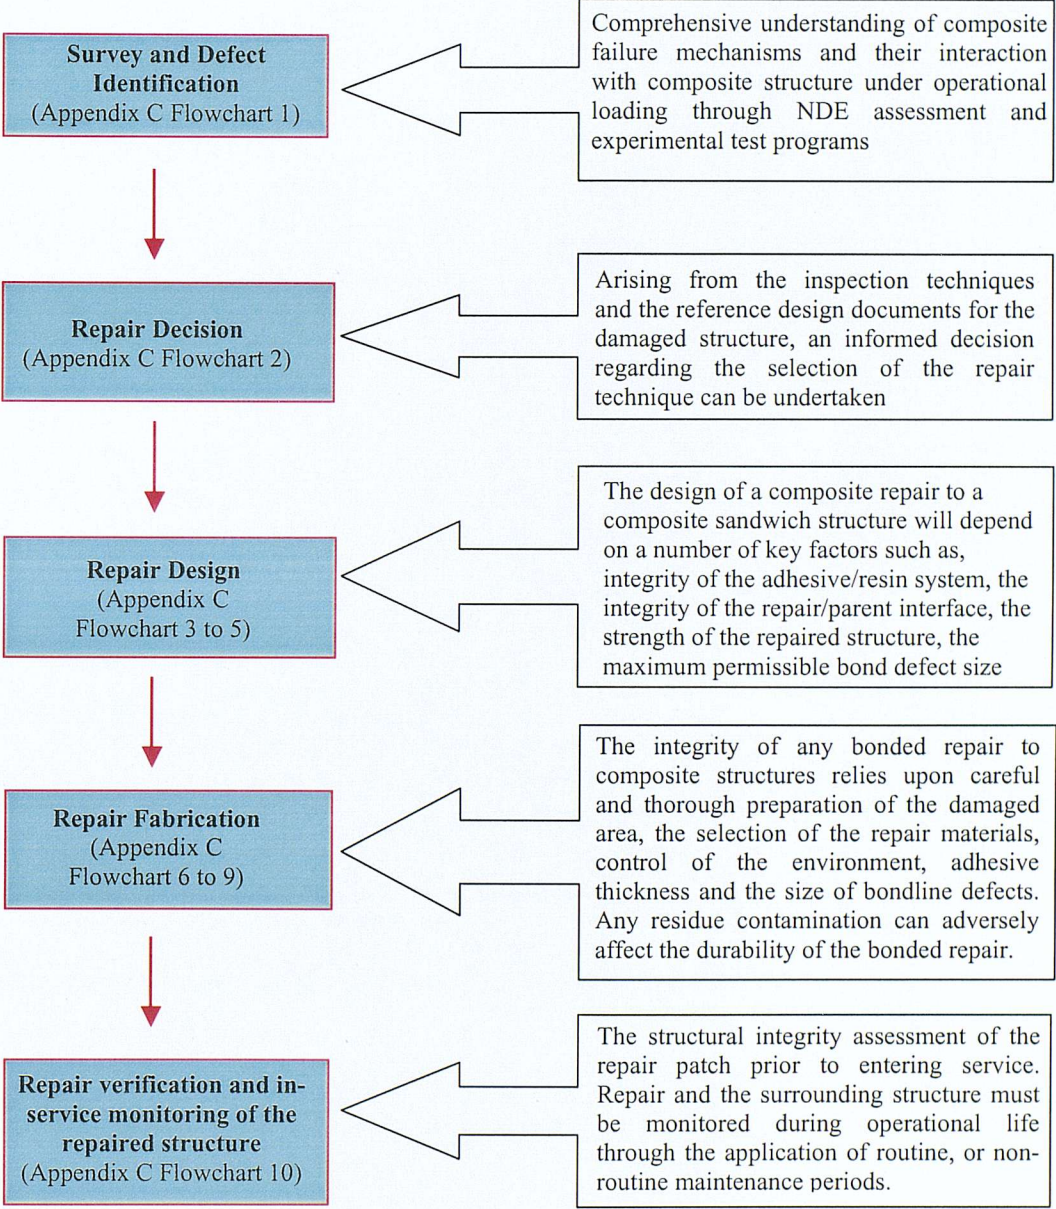 Survey and Defect
Identification
(Appendix C Flowchart 1)
Comprehensive understanding of composite
failure mechanisms and their interaction
with composite structure under operational
loading through NDE assessment and
experimental test programs
Repair Decision
(Appendix C Flowchart 2)
Arising from the inspection techniques
and the reference design documents for the
damaged structure, an informed decision
regarding the selection of the repair
technique can be undertaken
Repair Design
(Appendix C
Flowchart 3 to 5)
The design of a composite repair to a
composite sandwich structure will depend
on a number of key factors such as,
integrity of the adhesive/resin system, the
integrity of the repair/parent interface, the
strength of the repaired structure, the
maximum permissible bond defect size
Repair Fabrication
(Appendix C
Flowchart 6 to 9)
The integrity of any bonded repair to
composite structures relies upon careful
and thorough preparation of the damaged
area, the selection of the repair materials,
control of the environment, adhesive
thickness and the size of bondline defects.
Any residue contamination can adversely
affect the durability of the bonded repair.
Repair verification and in-
service monitoring of the
repaired structure
(Appendix C Flowchart 10)
The structural integrity assessment of the
repair patch prior to entering service.
Repair and the surrounding structure must
be monitored during operational life
through the application of routine, or non-
routine maintenance periods.